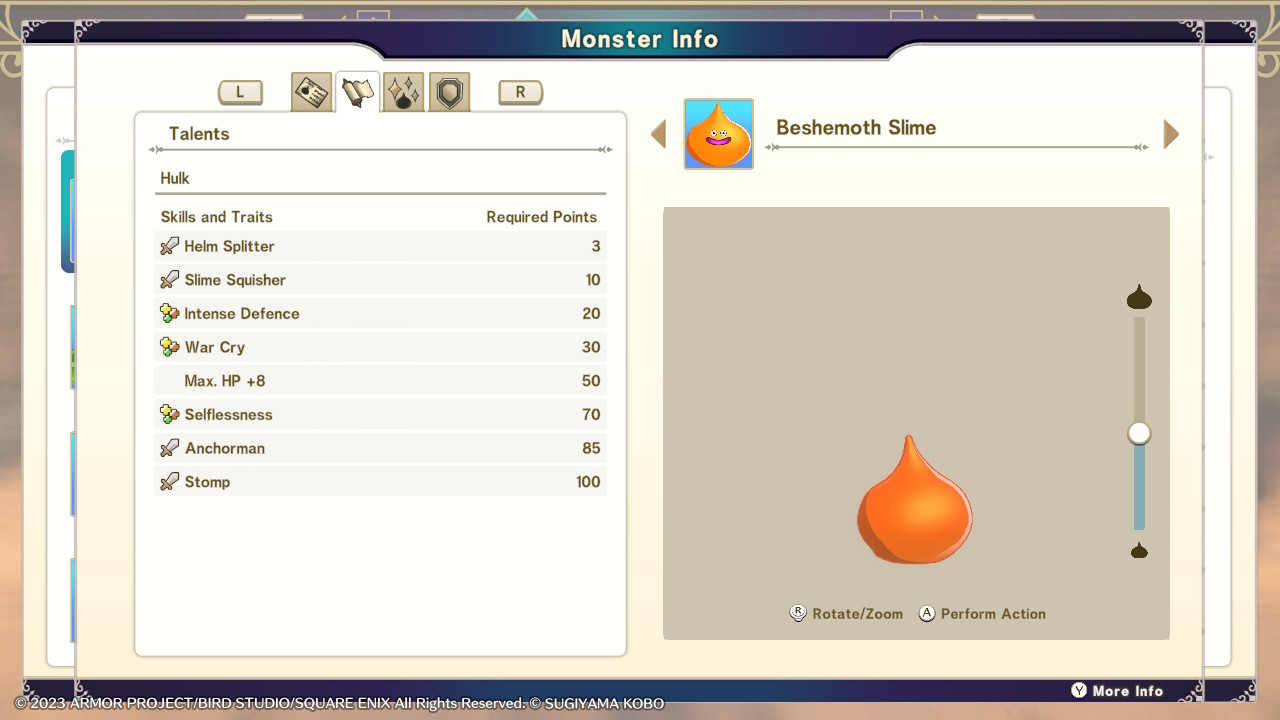 Monster Info
L
R
Talents
Hulk
Skills and Traits Required Points
Helm Splitter 3
Slime Squisher 10
Intense Defence 20
War Cry 30
Max. HP +8 50
Selflessness 70
Anchorman 85
Stomp 100
Beshemoth Slime
R Rotate/Zoom A Perform Action
Y More Info
© 2023 ARMOR PROJECT/BIRD STUDIO/SQUARE ENIX All Rights Reserved. © SUGIYAMA KOBO